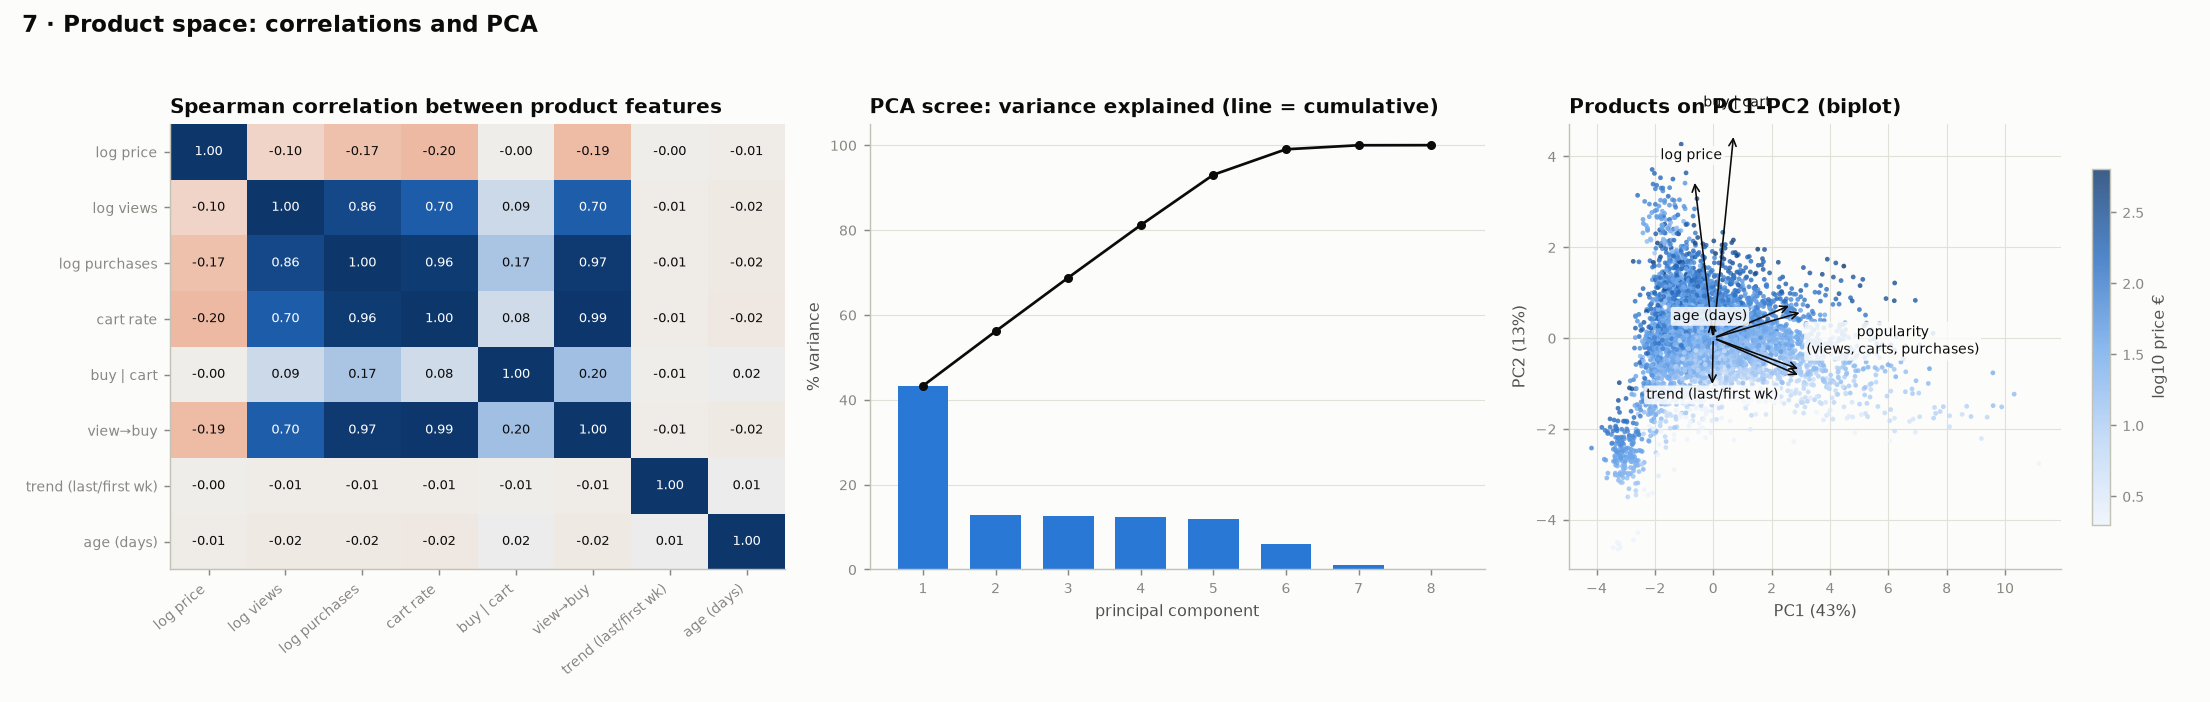 7 · Product space: correlations and PCA
Spearman correlation between product features
log price 1.00 -0.10 -0.17 -0.20 -0.00 -0.19 -0.00 -0.01
log views -0.10 1.00 0.86 0.70 0.09 0.70 -0.01 -0.02
log purchases -0.17 0.86 1.00 0.96 0.17 0.97 -0.01 -0.02
cart rate -0.20 0.70 0.96 1.00 0.08 0.99 -0.01 -0.02
buy | cart -0.00 0.09 0.17 0.08 1.00 0.20 -0.01 0.02
view→buy -0.19 0.70 0.97 0.99 0.20 1.00 -0.01 -0.02
trend (last/first wk) -0.00 -0.01 -0.01 -0.01 -0.01 -0.01 1.00 0.01
age (days) -0.01 -0.02 -0.02 -0.02 0.02 -0.02 0.01 1.00
log price
log views
log purchases
cart rate
buy | cart
view→buy
trend (last/first wk)
age (days)
PCA scree: variance explained (line = cumulative)
% variance
100
80
60
40
20
0
1 2 3 4 5 6 7 8
principal component
Products on PC1-PC2 (biplot)
buy | cart
log price
age (days)
popularity
(views, carts, purchases)
trend (last/first wk)
PC2 (13%)
4
2
0
−2
−4
−4 −2 0 2 4 6 8 10
PC1 (43%)
2.5
2.0
1.5
1.0
0.5
log10 price €